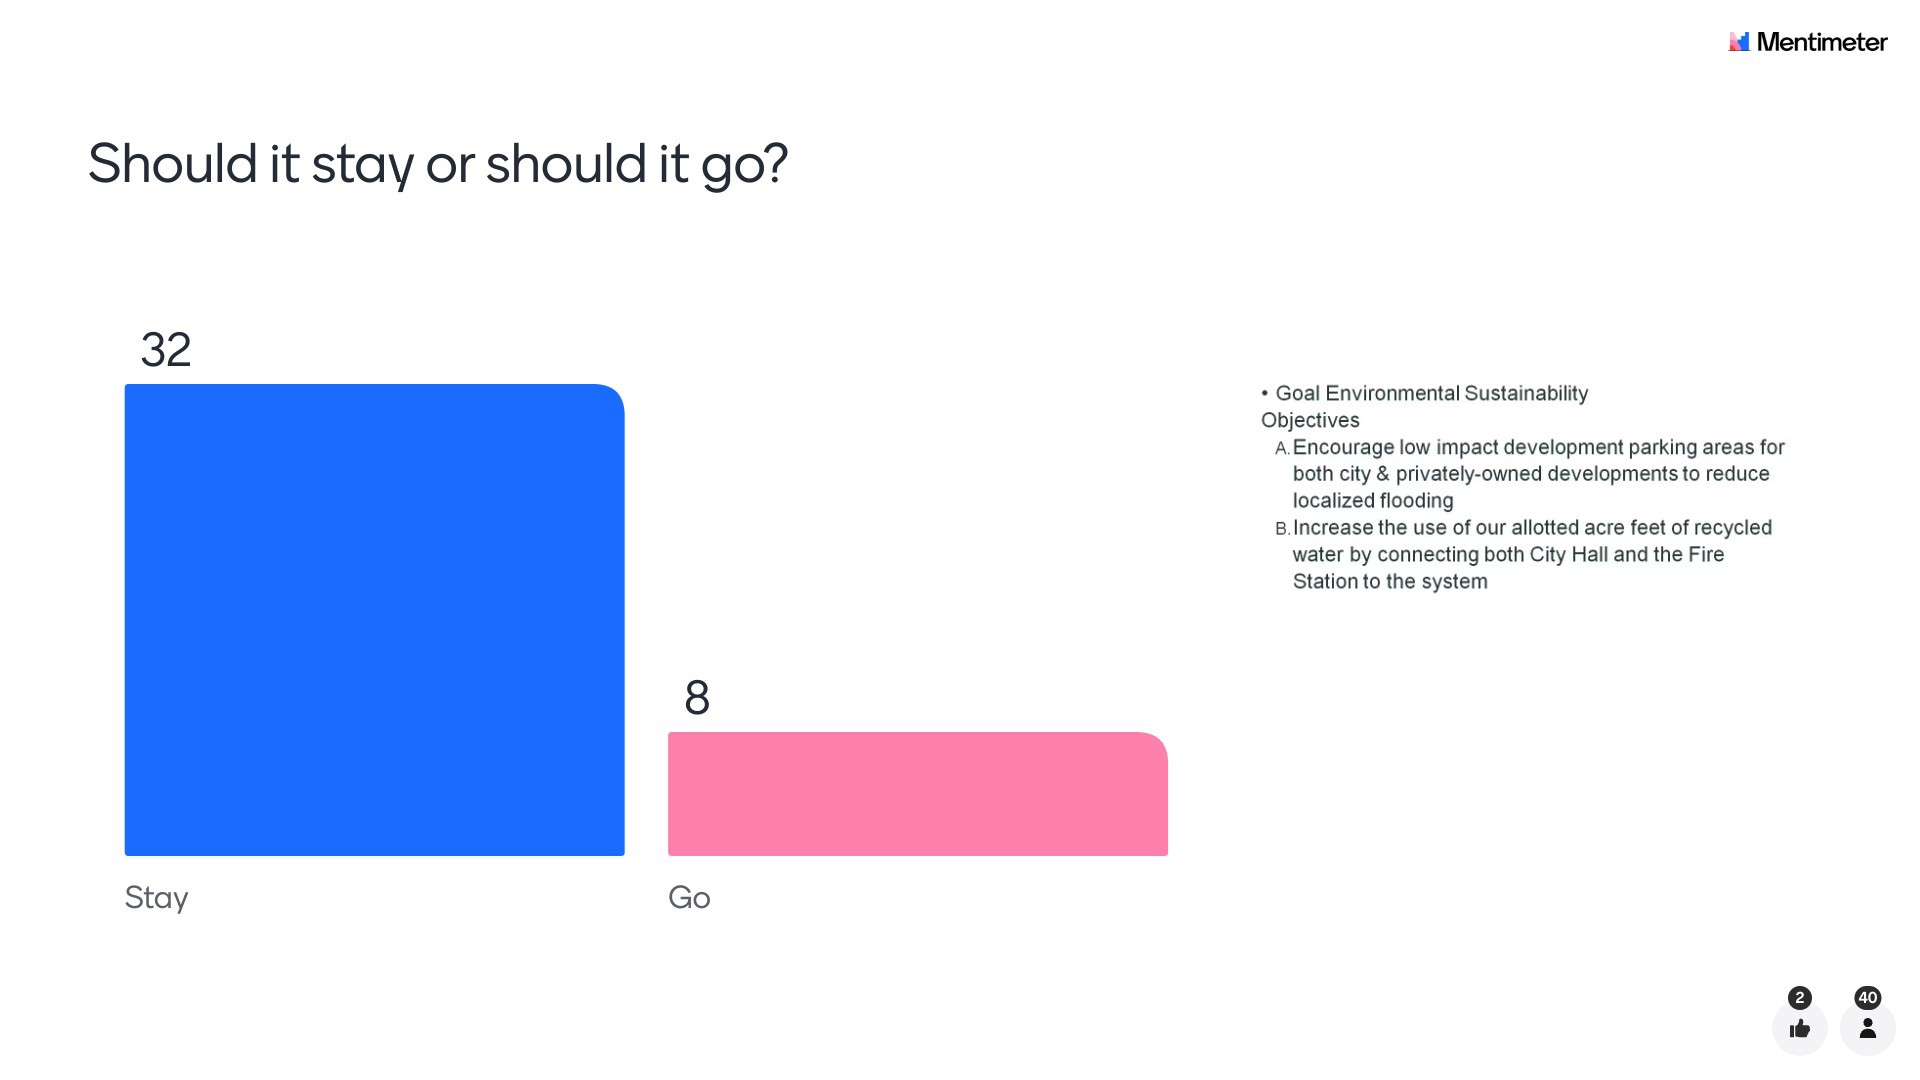 Mentimeter
Should it stay or should it go?
32
8
Stay
Go
• Goal Environmental Sustainability
Objectives
A. Encourage low impact development parking areas for
both city & privately-owned developments to reduce
localized flooding
B. Increase the use of our allotted acre feet of recycled
water by connecting both City Hall and the Fire
Station to the system
2
40